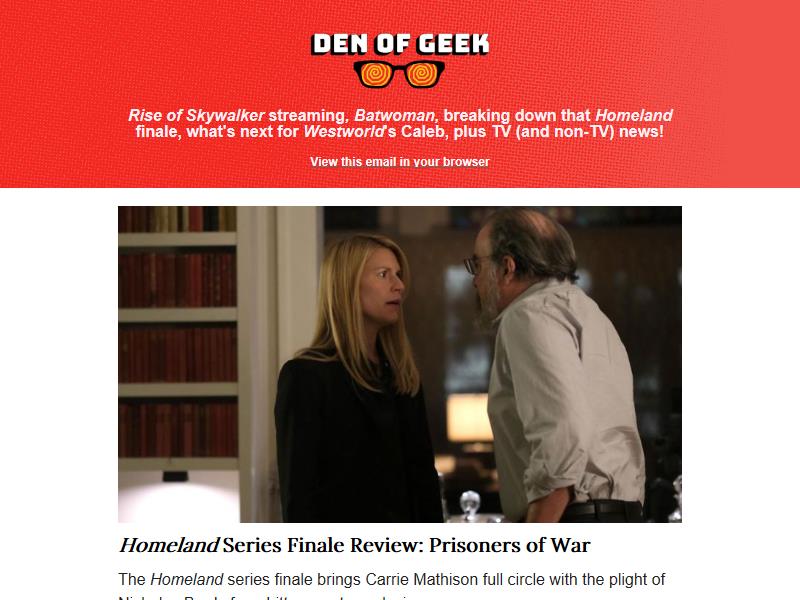 DEN OF GEEK
Rise of Skywalker streaming, Batwoman, breaking down that Homeland
finale, what's next for Westworld's Caleb, plus TV (and non-TV) news!
View this email in your browser
Homeland Series Finale Review: Prisoners of War
The Homeland series finale brings Carrie Mathison full circle with the plight of